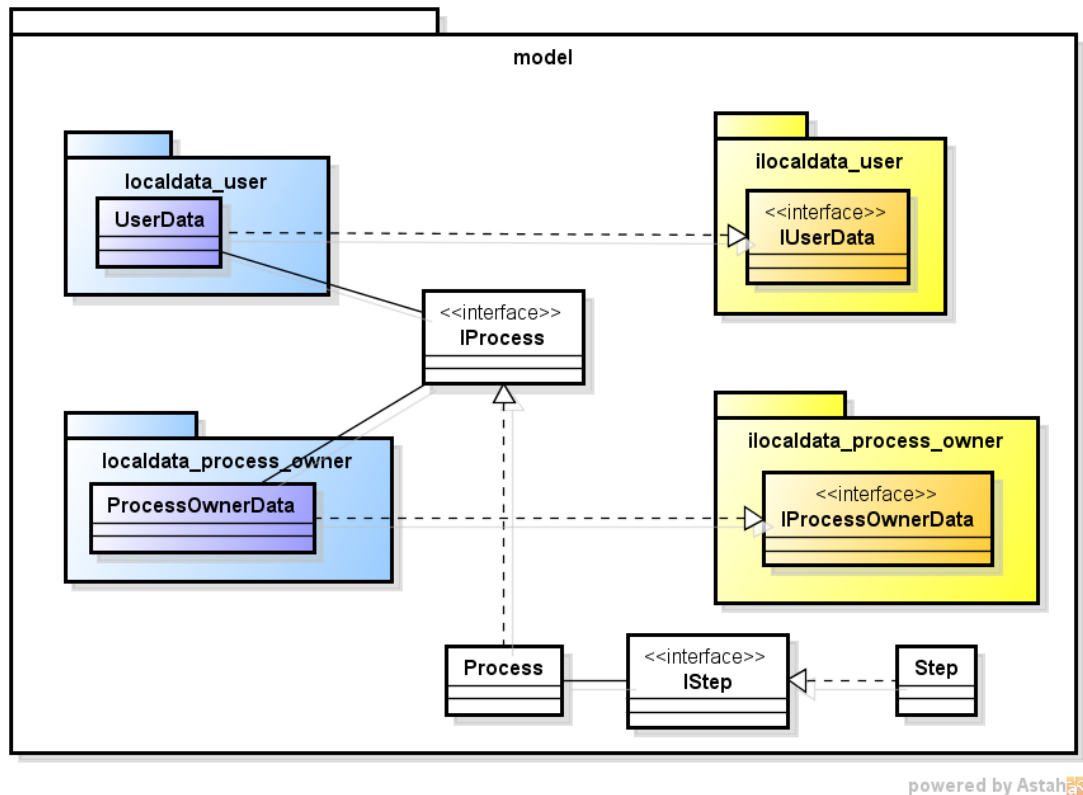 model
localdata_user
UserData
ilocaldata_user
<<interface>>
IUserData
<<interface>>
IProcess
localdata_process_owner
ProcessOwnerData
ilocaldata_process_owner
<<interface>>
IProcessOwnerData
Process
<<interface>>
IStep
Step
powered by Astah